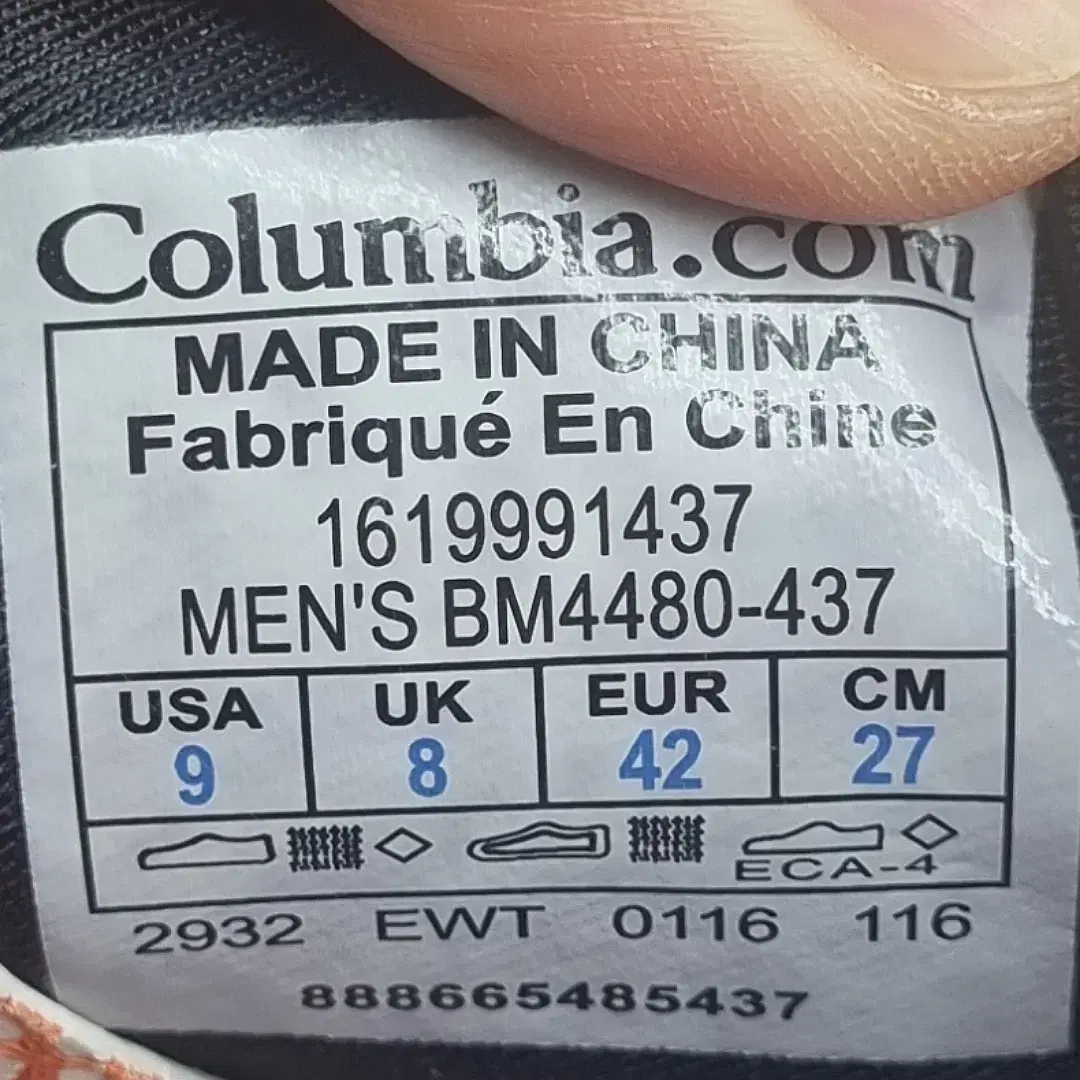 Columbia.com
MADE IN CHINA
Fabriqué En Chine
1619991437
MEN'S BM4480-437
USA UK EUR CM
9 8 42 27
ECA-4
2932 EWT 0116 116
888665485437